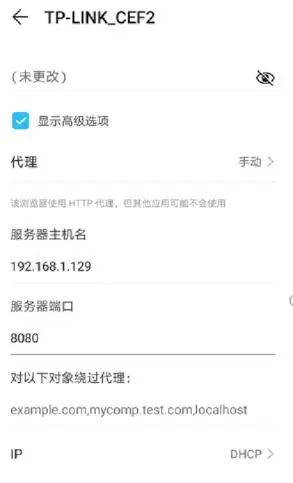 TP-LINK_CEF2
(未更改)
显示高级选项
代理
手动
该浏览器使用 HTTP 代理，但其他应用可能不会使用
服务器主机名
192.168.1.129
服务器端口
8080
对以下对象绕过代理：
example.com,mycomp.test.com,localhost
IP
DHCP